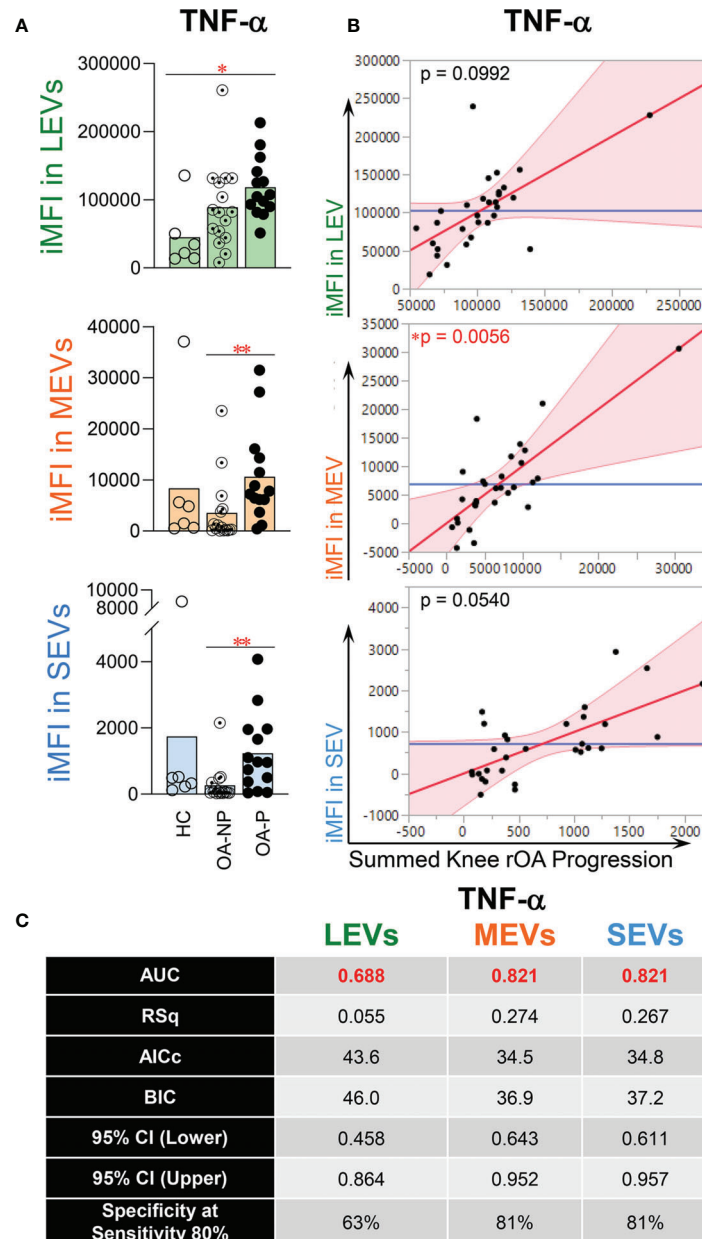 A
TNF-α
iMFI in LEVs
300000
200000
100000
0
*
iMFI in MEVs
40000
30000
20000
10000
0
**
iMFI in SEVs
10000
8000
4000
2000
0
**
HC
OA-NP
OA-P
B
TNF-α
p = 0.0992
iMFI in LEV
300000
250000
200000
150000
100000
50000
0
50000 100000 150000 200000 250000
*p = 0.0056
iMFI in MEV
35000
30000
25000
20000
15000
10000
5000
0
-5000
-5000 0 5000 10000 20000 30000
p = 0.0540
iMFI in SEV
4000
3000
2000
1000
0
-1000
-500 0 500 1000 1500 2000
Summed Knee rOA Progression
C
TNF-α
LEVs MEVs SEVs
AUC 0.688 0.821 0.821
RSq 0.055 0.274 0.267
AICc 43.6 34.5 34.8
BIC 46.0 36.9 37.2
95% CI (Lower) 0.458 0.643 0.611
95% CI (Upper) 0.864 0.952 0.957
Specificity at
Sensitivity 80% 63% 81% 81%